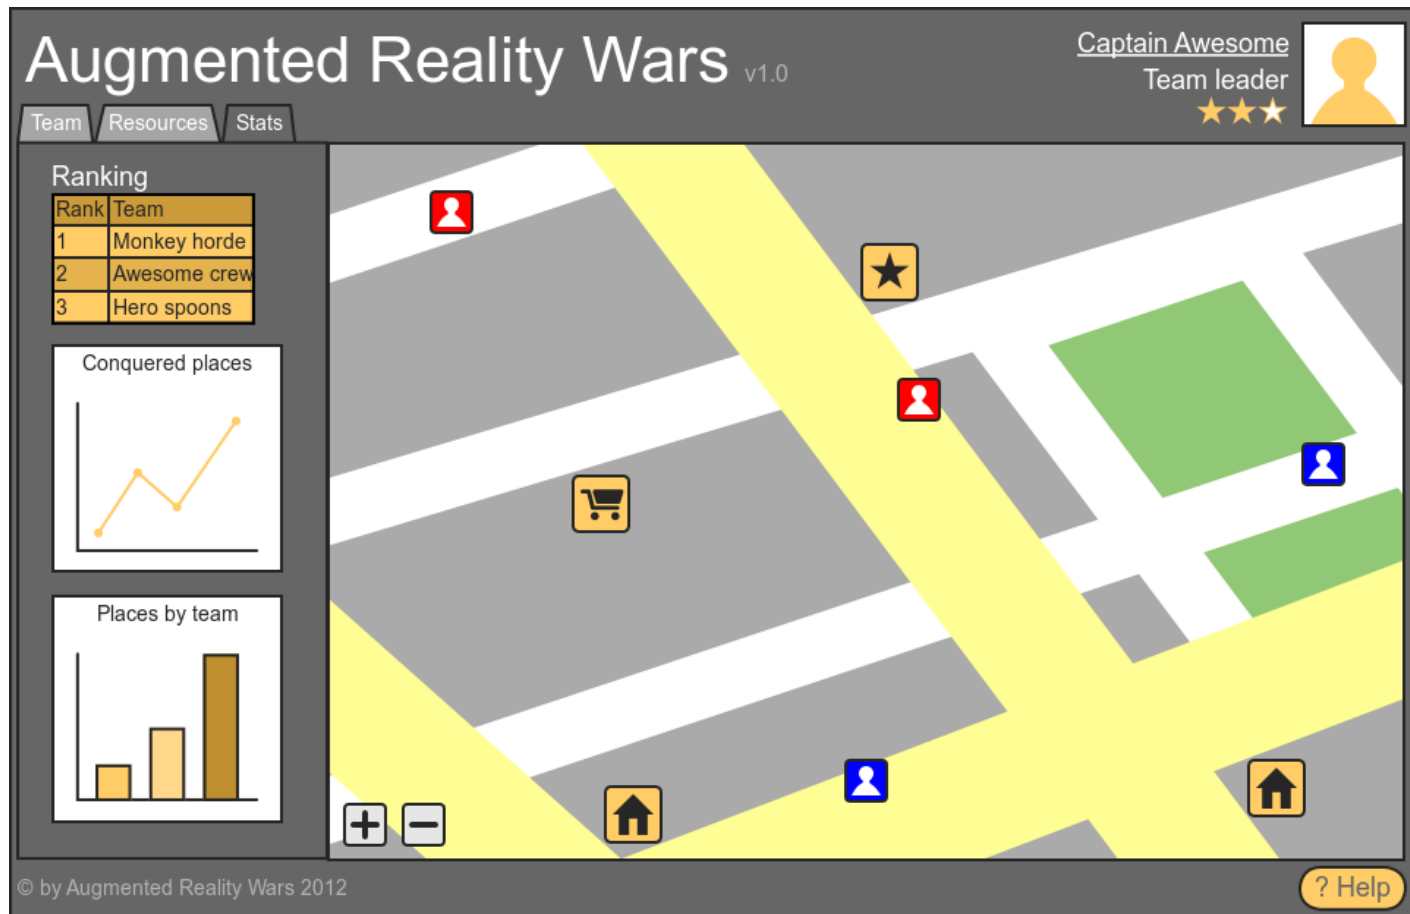 Augmented Reality Wars v1.0
Captain Awesome
Team leader
Team Resources Stats
Ranking
Rank Team
1 Monkey horde
2 Awesome crew
3 Hero spoons
Conquered places
Places by team
© by Augmented Reality Wars 2012
? Help